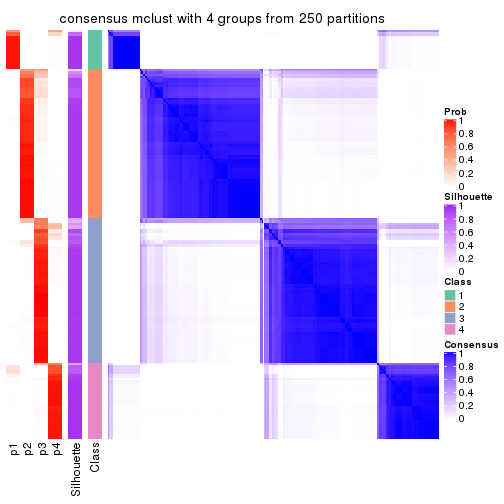 consensus mclust with 4 groups from 250 partitions
Prob
1
0.8
0.6
0.4
0.2
0
Silhouette
1
0.8
0.6
0.4
0.2
0
Class
1
2
3
4
Consensus
1
0.8
0.6
0.4
0.2
0
p1
p2
p3
p4
Silhouette
Class